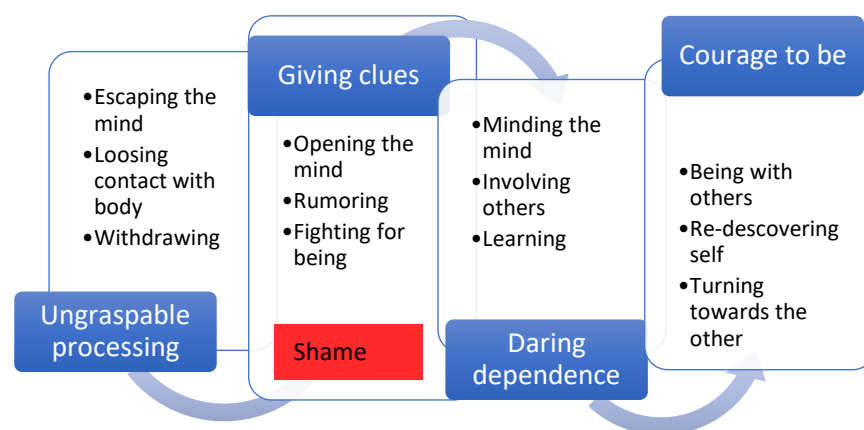 •Escaping the
mind
•Loosing
contact with
body
•Withdrawing
Ungraspable
processing
Giving clues
•Opening the
mind
•Rumoring
•Fighting for
being
Shame
•Minding the
mind
•Involving
others
•Learning
Daring
dependence
Courage to be
•Being with
others
•Re-descovering
self
•Turning
towards the
other